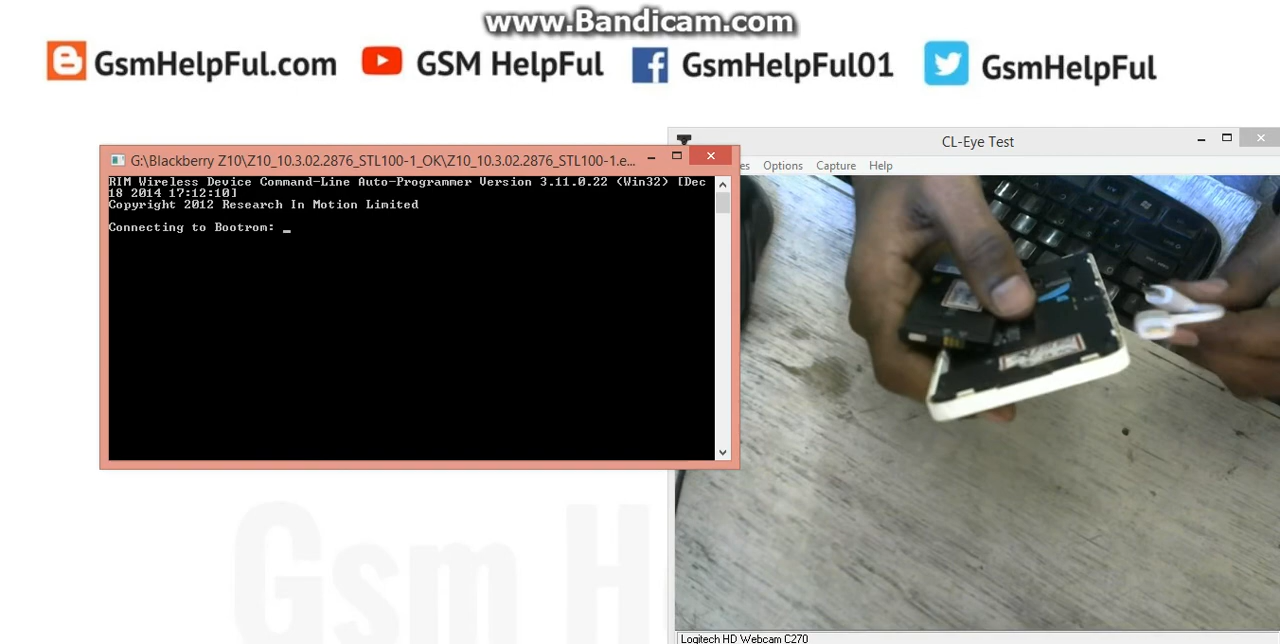 www.Bandicam.com
GsmHelpFul.com
GSM HelpFul
GsmHelpFul01
GsmHelpFul
G:\Blackberry Z10\Z10_10.3.02.2876_STL100-1_OK\Z10_10.3.02.2876_STL100-1.e...
RIM Wireless Device Command-Line Auto-Programmer Version 3.11.0.22 (Win32) [Dec
18 2014 17:12:10]
Copyright 2012 Research In Motion Limited
Connecting to Bootrom: _
CL-Eye Test
es Options Capture Help
Gsm H
Logitech HD Webcam C270